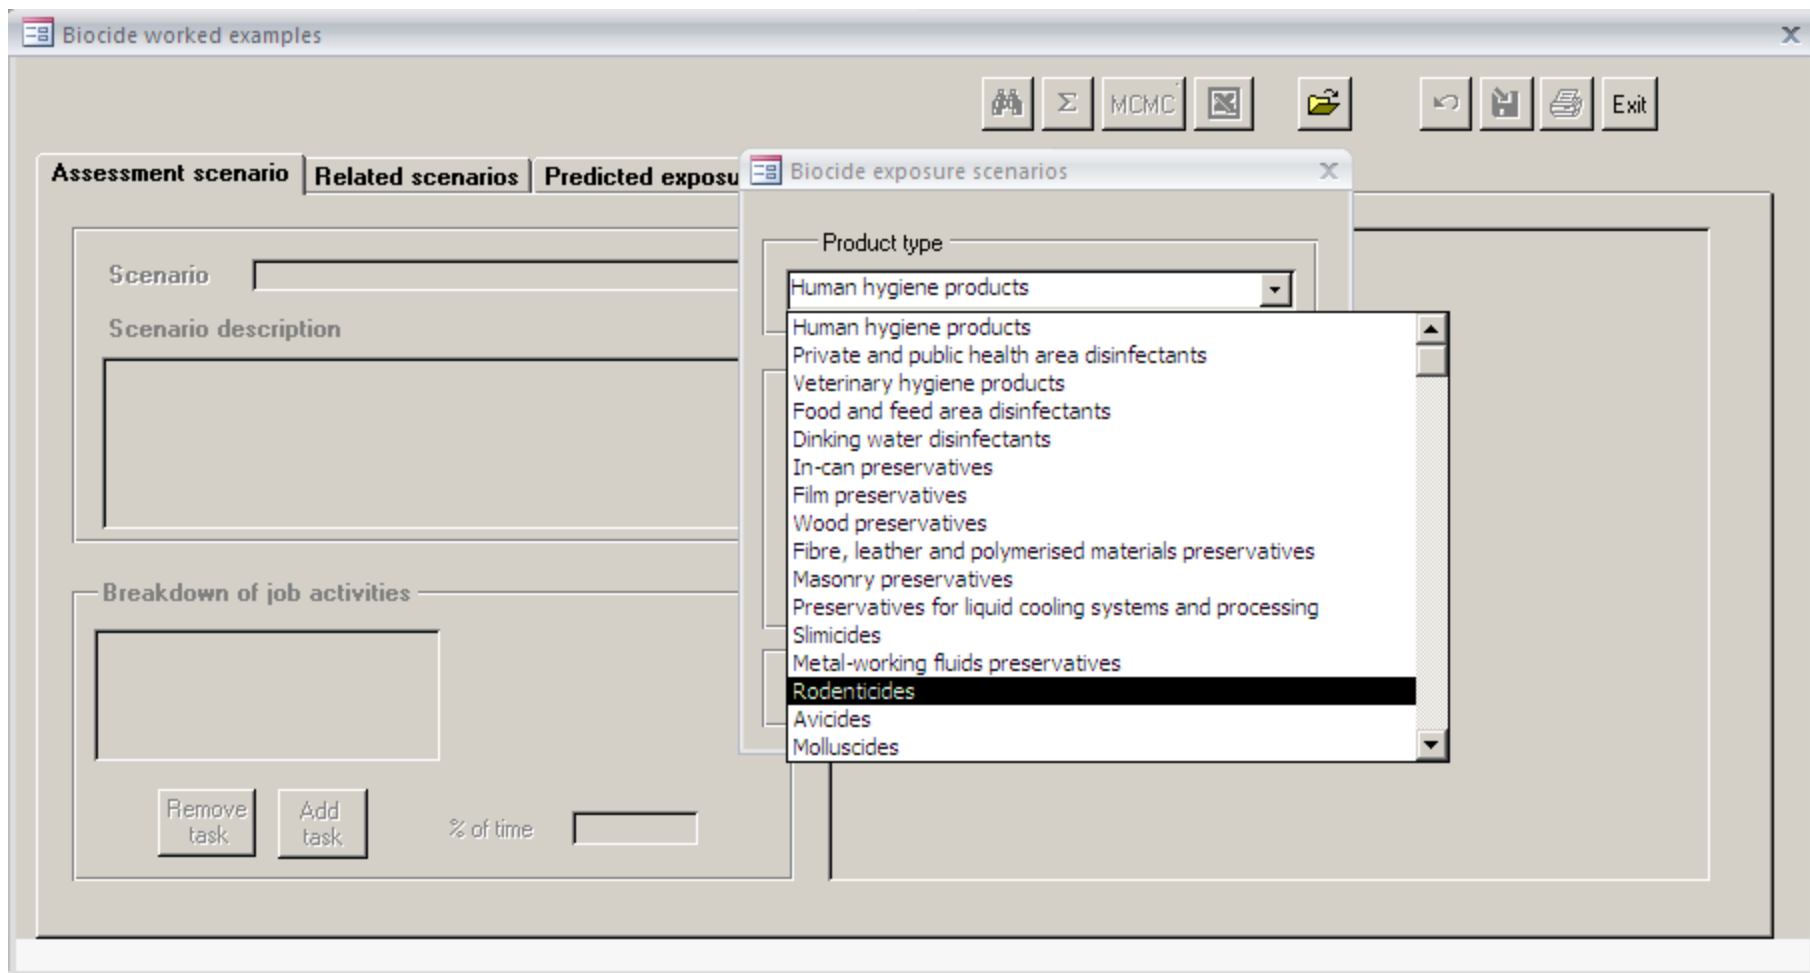 Biocide worked examples
Σ
MCMC
Exit
Assessment scenario
Related scenarios
Predicted exposu
Scenario
Scenario description
Breakdown of job activities
Remove
task
Add
task
% of time
Biocide exposure scenarios
Product type
Human hygiene products
Human hygiene products
Private and public health area disinfectants
Veterinary hygiene products
Food and feed area disinfectants
Dinking water disinfectants
In-can preservatives
Film preservatives
Wood preservatives
Fibre, leather and polymerised materials preservatives
Masonry preservatives
Preservatives for liquid cooling systems and processing
Slimicides
Metal-working fluids preservatives
Rodenticides
Avicides
Molluscides